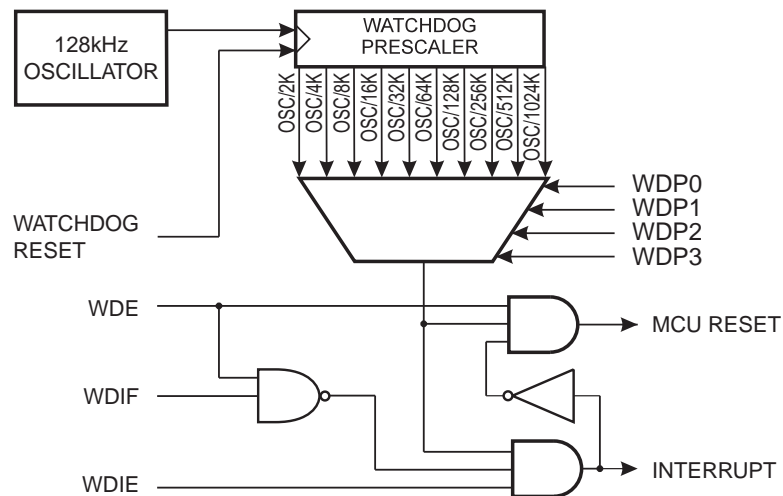 128kHz
OSCILLATOR
WATCHDOG
PRESCALER
OSC/2K
OSC/4K
OSC/8K
OSC/16K
OSC/32K
OSC/64K
OSC/128K
OSC/256K
OSC/512K
OSC/1024K
WDP0
WDP1
WDP2
WDP3
WATCHDOG
RESET
WDE
MCU RESET
WDIF
INTERRUPT
WDIE